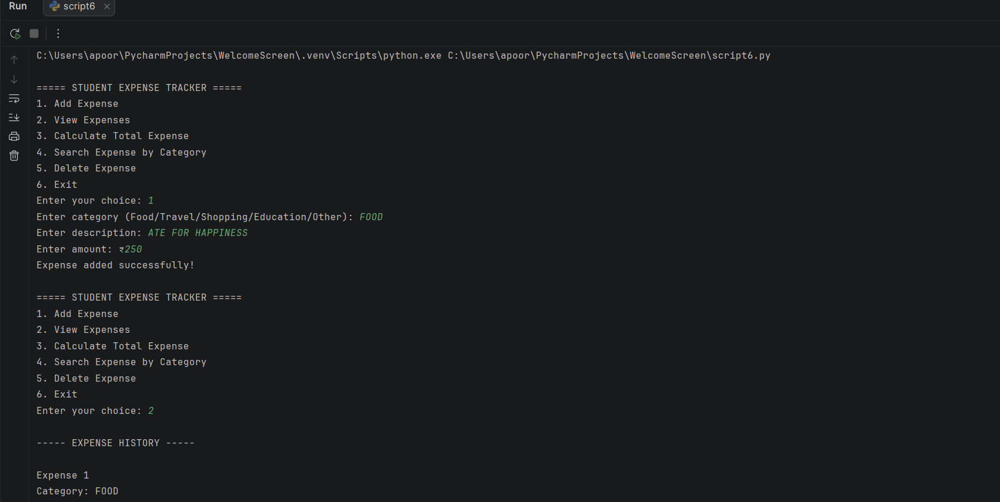 Run
script6
C:\Users\apoor\PycharmProjects\WelcomeScreen\.venv\Scripts\python.exe C:\Users\apoor\PycharmProjects\WelcomeScreen\script6.py
===== STUDENT EXPENSE TRACKER =====
1. Add Expense
2. View Expenses
3. Calculate Total Expense
4. Search Expense by Category
5. Delete Expense
6. Exit
Enter your choice: 1
Enter category (Food/Travel/Shopping/Education/Other): FOOD
Enter description: ATE FOR HAPPINESS
Enter amount: ₹250
Expense added successfully!
===== STUDENT EXPENSE TRACKER =====
1. Add Expense
2. View Expenses
3. Calculate Total Expense
4. Search Expense by Category
5. Delete Expense
6. Exit
Enter your choice: 2
----- EXPENSE HISTORY -----
Expense 1
Category: FOOD